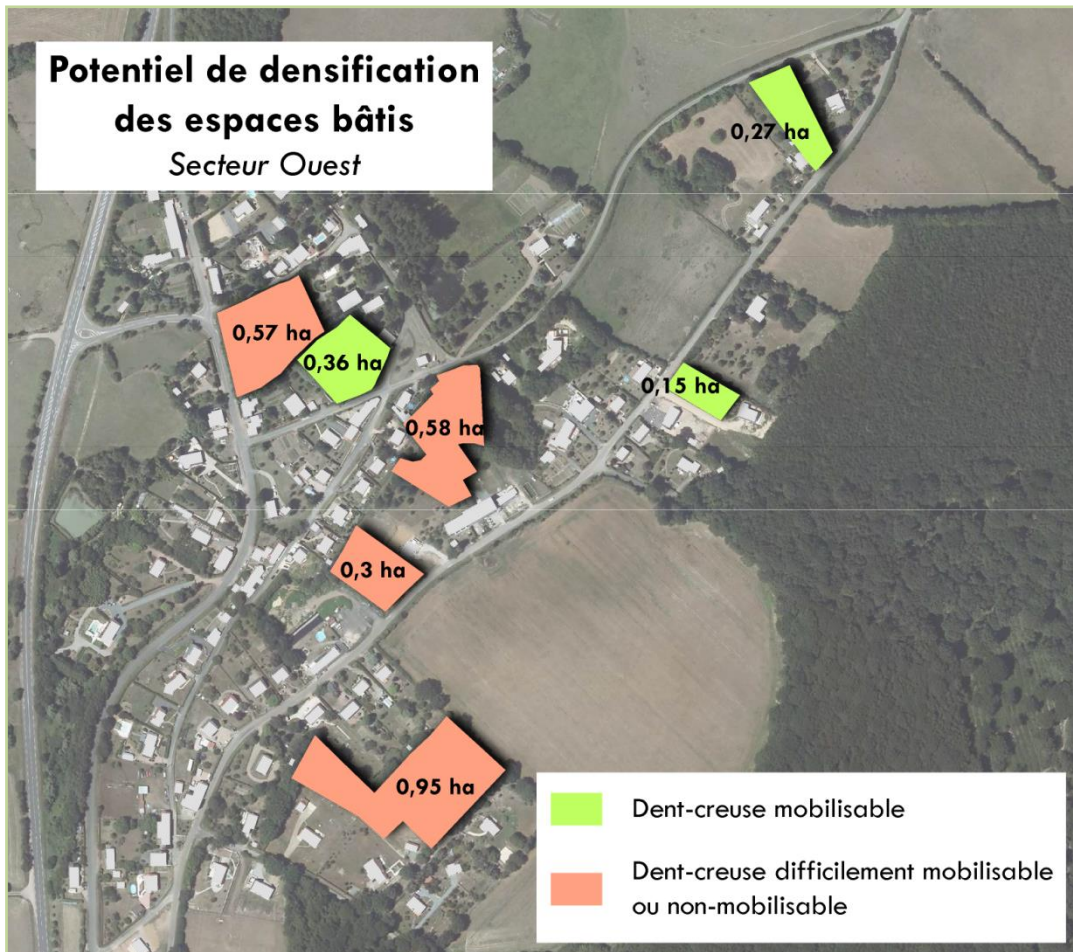 Potentiel de densification
des espaces bâtis
Secteur Ouest
0,27 ha
0,57 ha
0,36 ha
0,15 ha
0,58 ha
0,3 ha
0,95 ha
Dent-creuse mobilisable
Dent-creuse difficilement mobilisable
ou non-mobilisable